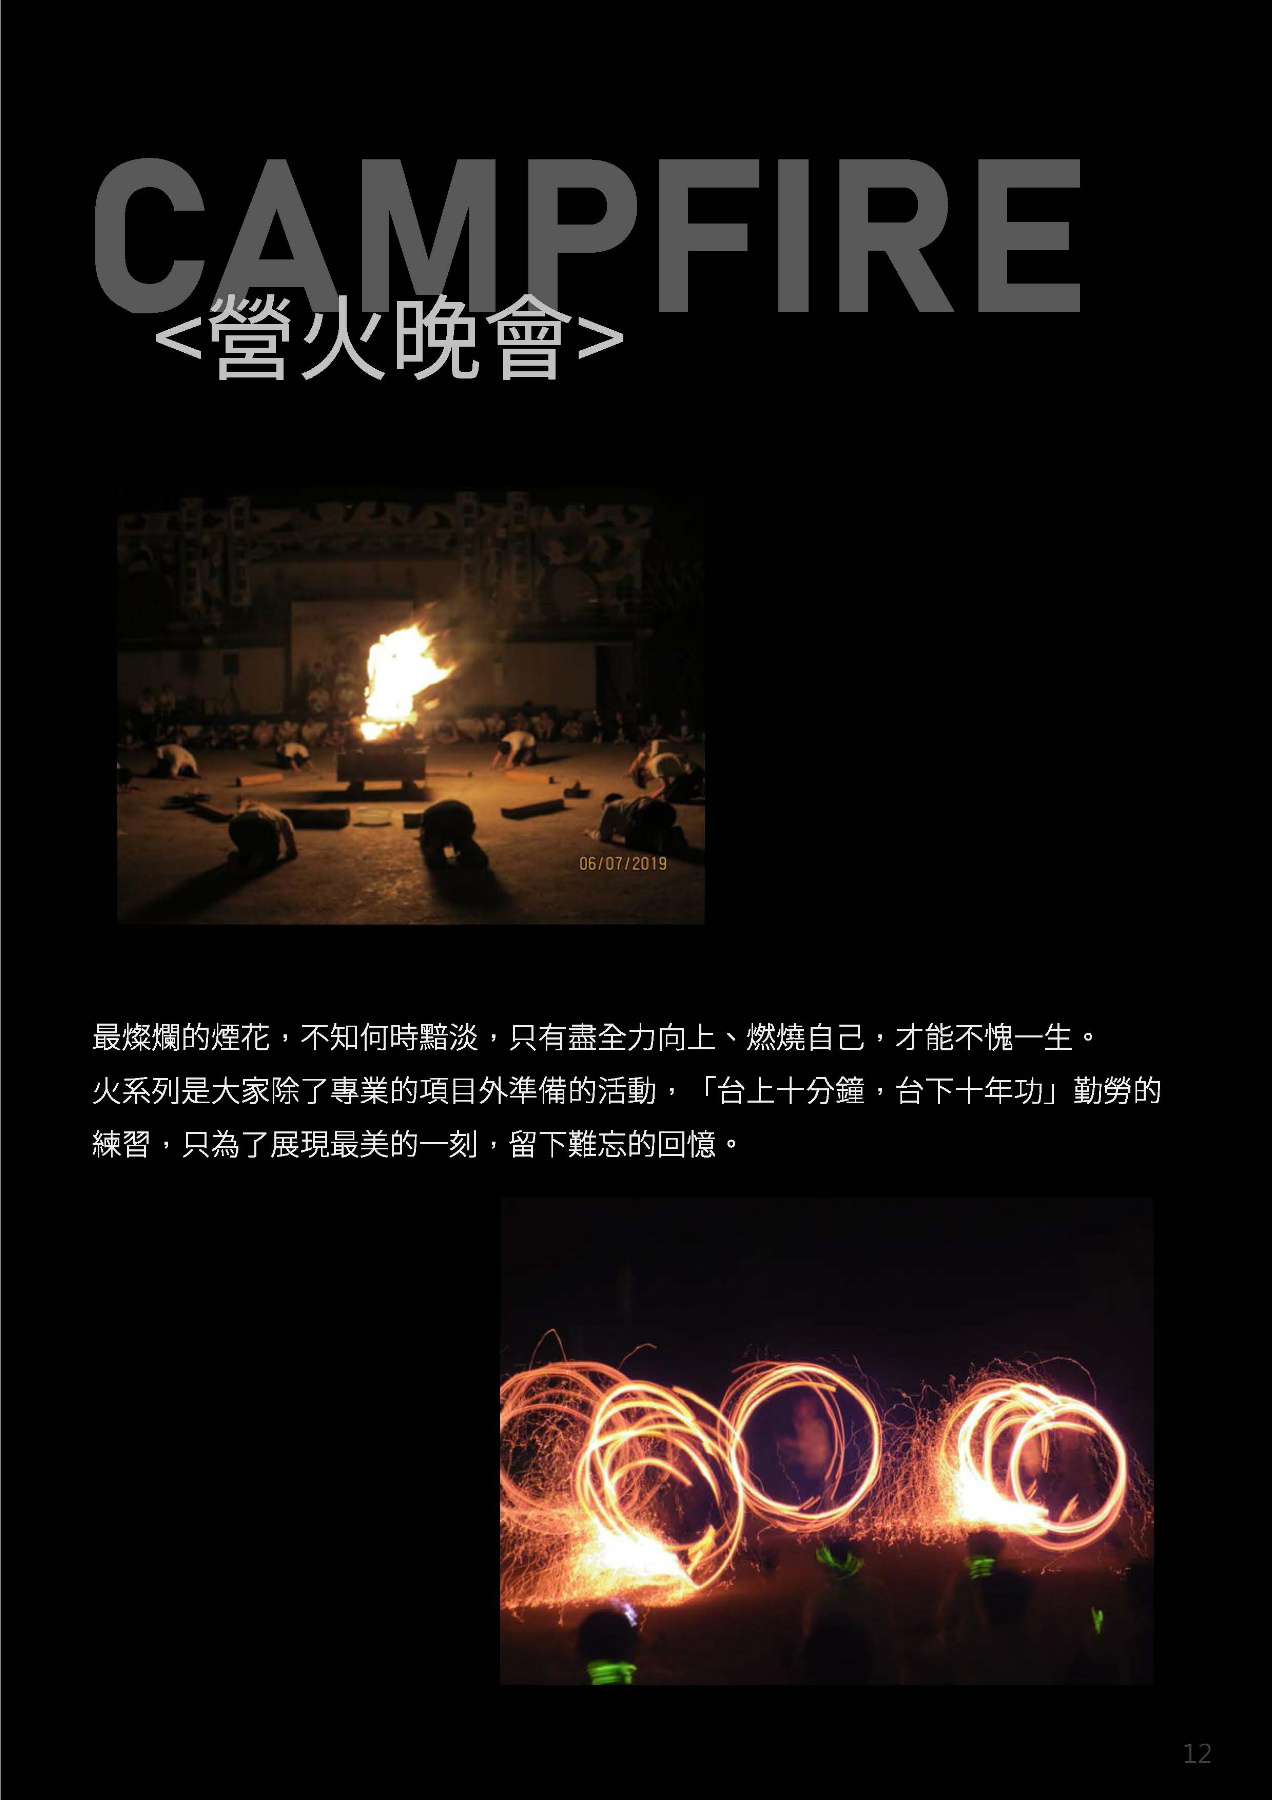 CAMPFIRE
<營火晚會>
06/07/2019
最燦爛的煙花，不知何時黯淡，只有盡全力向上、燃燒自己，才能不愧一生。
火系列是大家除了專業的項目外準備的活動，「台上十分鐘，台下十年功」勤勞的
練習，只為了展現最美的一刻，留下難忘的回憶。
12